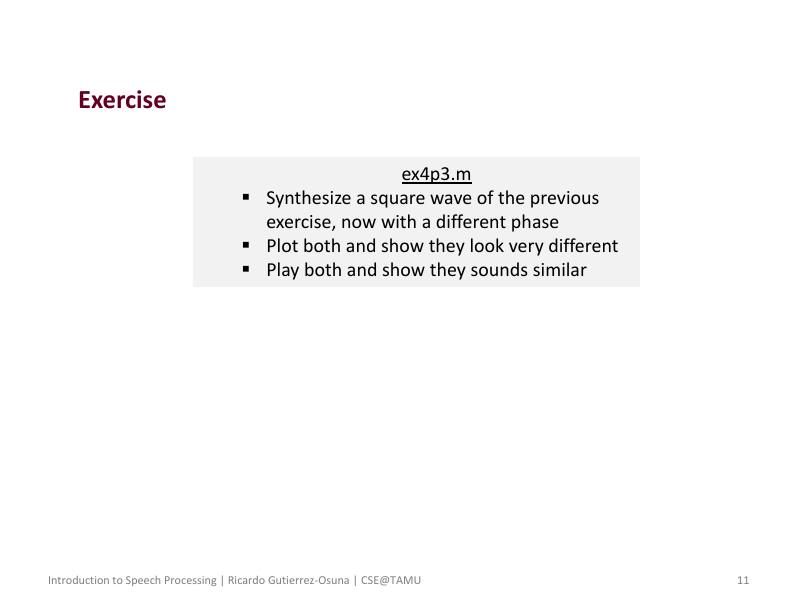 Exercise
ex4p3.m
▪ Synthesize a square wave of the previous
exercise, now with a different phase
▪ Plot both and show they look very different
▪ Play both and show they sounds similar
Introduction to Speech Processing | Ricardo Gutierrez-Osuna | CSE@TAMU
11